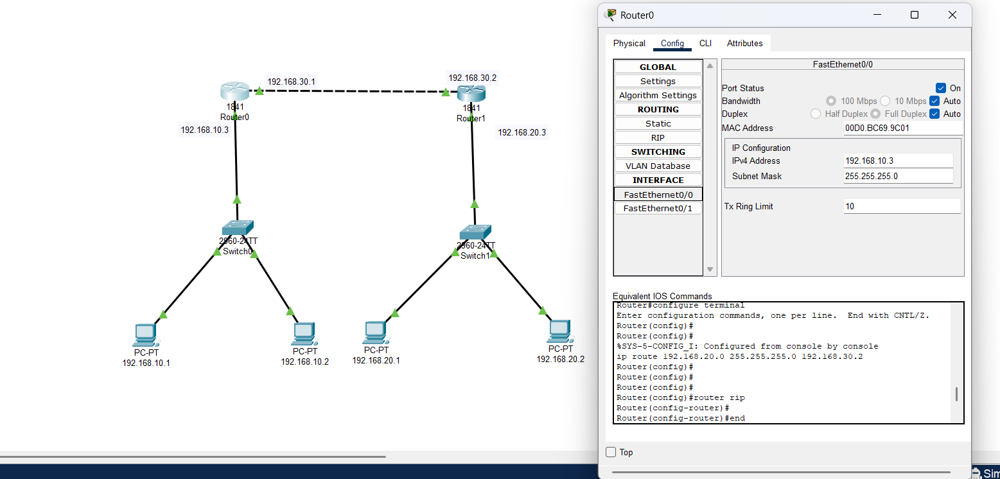 192.168.30.1
192.168.30.2
1841
Router0
1841
Router1
192.168.10.3
192.168.20.3
2960-24TT
Switch0
2960-24TT
Switch1
PC-PT
192.168.10.1
PC-PT
192.168.10.2
PC-PT
192.168.20.1
PC-PT
192.168.20.2
Router0
Physical Config CLI Attributes
GLOBAL
Settings
Algorithm Settings
ROUTING
Static
RIP
SWITCHING
VLAN Database
INTERFACE
FastEthernet0/0
FastEthernet0/1
FastEthernet0/0
Port Status On
Bandwidth 100 Mbps 10 Mbps Auto
Duplex Half Duplex Full Duplex Auto
MAC Address 00D0.BC69.9C01
IP Configuration
IPv4 Address 192.168.10.3
Subnet Mask 255.255.255.0
Tx Ring Limit 10
Equivalent IOS Commands
Router#configure terminal
Enter configuration commands, one per line. End with CNTL/Z.
Router(config)#
Router(config)#
%SYS-5-CONFIG_I: Configured from console by console
ip route 192.168.20.0 255.255.255.0 192.168.30.2
Router(config)#
Router(config)#
Router(config)#
Router(config)#router rip
Router(config-router)#
Router(config-router)#end
Top